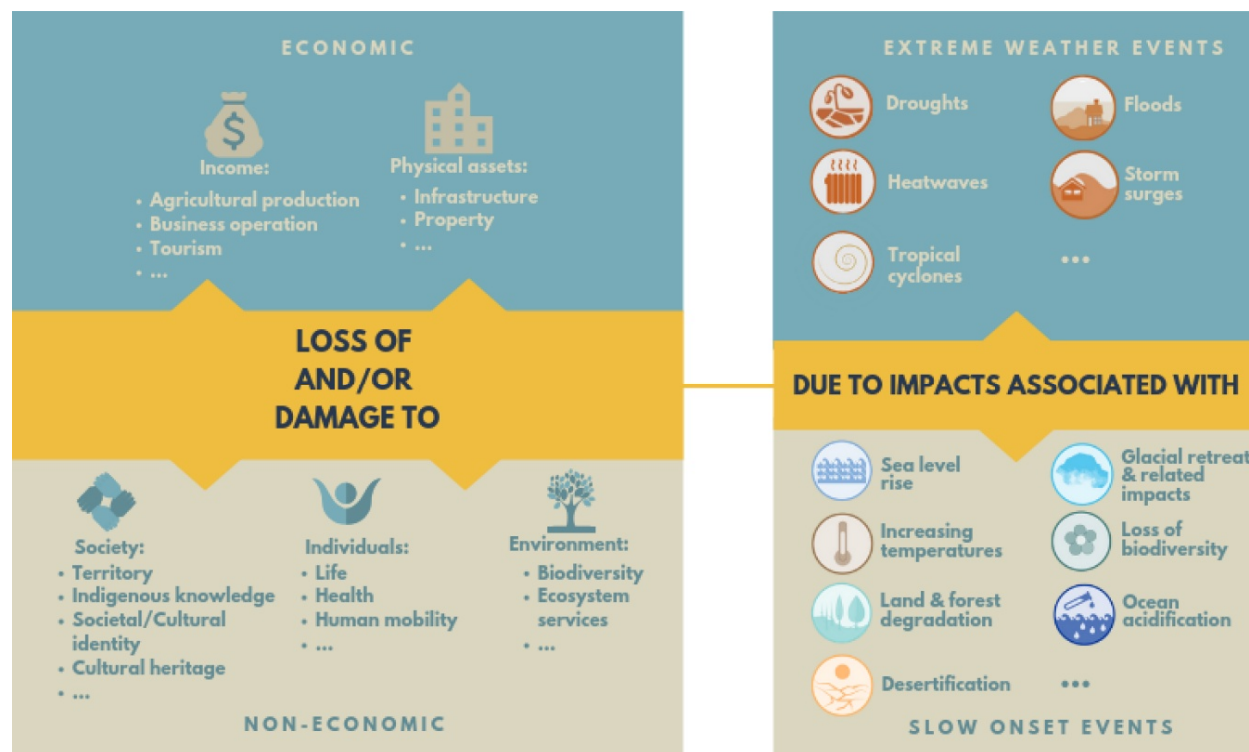 ECONOMIC
$
Income:
• Agricultural production
• Business operation
• Tourism
• ...
Physical assets:
• Infrastructure
• Property
• ...
LOSS OF
AND/OR
DAMAGE TO
Society:
• Territory
• Indigenous knowledge
• Societal/Cultural
identity
• Cultural heritage
• ...
Individuals:
• Life
• Health
• Human mobility
• ...
Environment:
• Biodiversity
• Ecosystem
services
• ...
NON-ECONOMIC
EXTREME WEATHER EVENTS
Droughts
Floods
Heatwaves
Storm
surges
Tropical
cyclones
...
DUE TO IMPACTS ASSOCIATED WITH
Sea level
rise
Glacial retreat
& related
impacts
Increasing
temperatures
Loss of
biodiversity
Land & forest
degradation
Ocean
acidification
Desertification
...
SLOW ONSET EVENTS